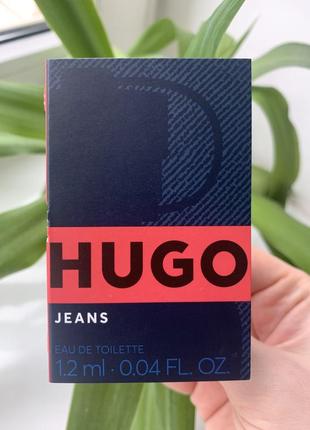 HUGO
JEANS
EAU DE TOILETTE
1.2 ml · 0.04 FL. OZ.